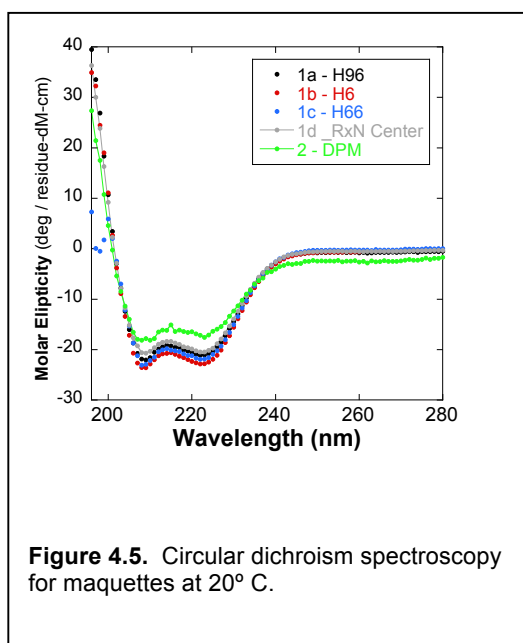 40
30
20
10
0
-10
-20
-30
Molar Elipticity (deg / residue-dM-cm)
1a - H96
1b - H6
1c - H66
1d _RxN Center
2 - DPM
200
220
240
260
280
Wavelength (nm)
Figure 4.5. Circular dichroism spectroscopy
for maquettes at 20º C.